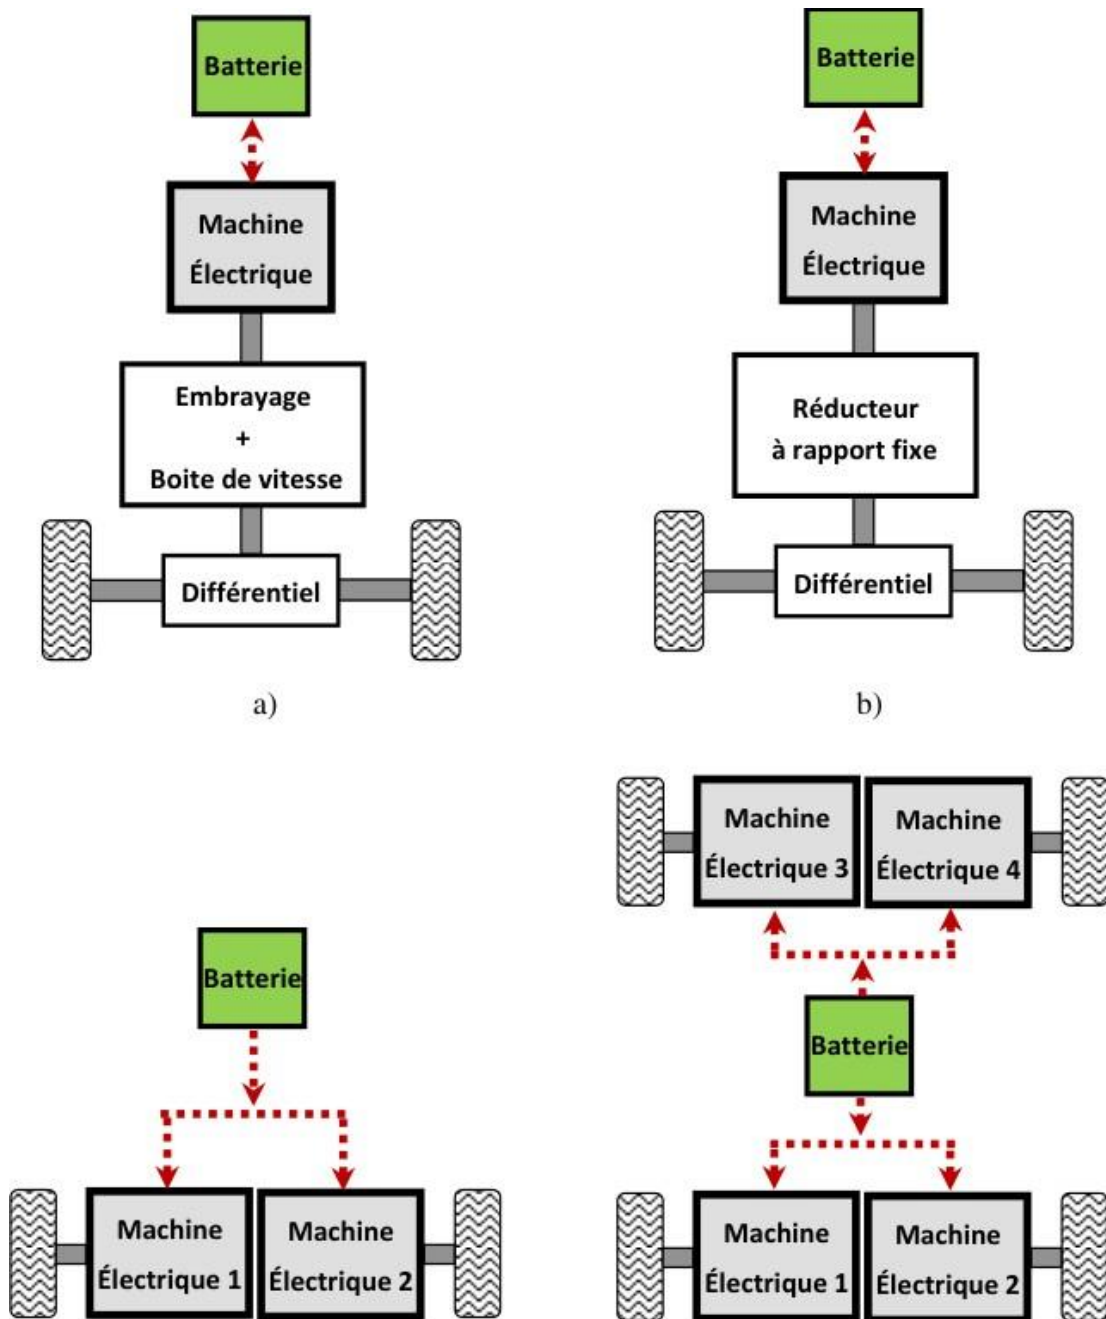 Batterie
Machine
Électrique
Embrayage
+
Boite de vitesse
Différentiel
a)
Batterie
Machine
Électrique
Réducteur
à rapport fixe
Différentiel
b)
Batterie
Machine
Électrique 1
Machine
Électrique 2
Machine
Électrique 3
Machine
Électrique 4
Batterie
Machine
Électrique 1
Machine
Électrique 2